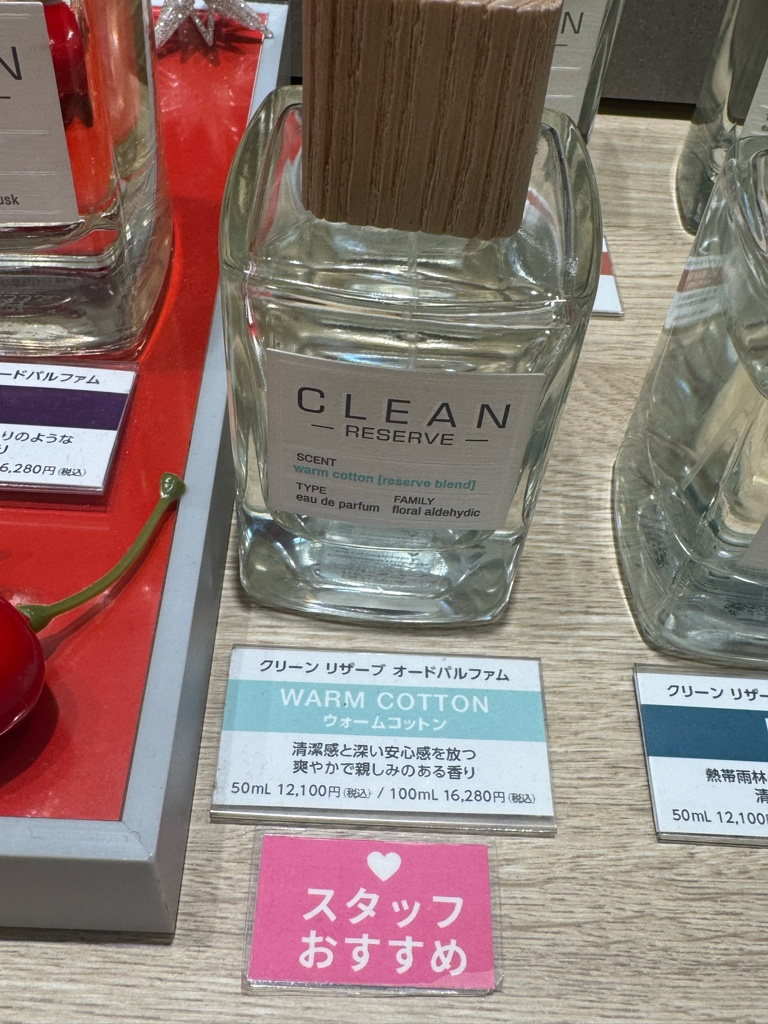 N
usk
オードパルファム
りのような
り
6,280円(税込)
N
CLEAN
RESERVE
SCENT
warm cotton [reserve blend]
TYPE FAMILY
eau de parfum floral aldehydic
クリーン リザーブ オードパルファム
WARM COTTON
ウォームコットン
清潔感と深い安心感を放つ
爽やかで親しみのある香り
50mL 12,100円(税込) / 100mL 16,280円(税込)
スタッフ
おすすめ
クリーン リザー
熱帯雨林
清
50mL 12,100